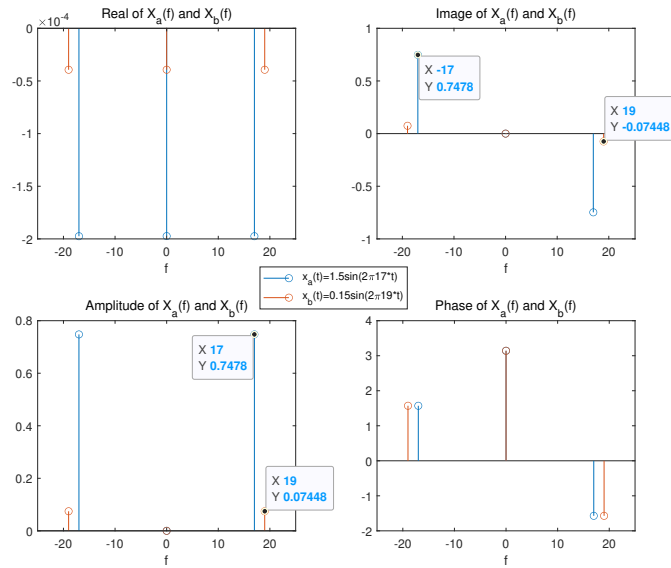 Real of X_a(f) and X_b(f)
×10^-4
0
-0.5
-1
-1.5
-2
-20 -10 0 10 20
f
Image of X_a(f) and X_b(f)
1
0.5
0
-0.5
-1
X -17
Y 0.7478
X 19
Y -0.07448
-20 -10 0 10 20
f
x_a(t)=1.5sin(2π17*t)
x_b(t)=0.15sin(2π19*t)
Amplitude of X_a(f) and X_b(f)
0.8
0.6
0.4
0.2
0
X 17
Y 0.7478
X 19
Y 0.07448
-20 -10 0 10 20
f
Phase of X_a(f) and X_b(f)
4
3
2
1
0
-1
-2
-20 -10 0 10 20
f